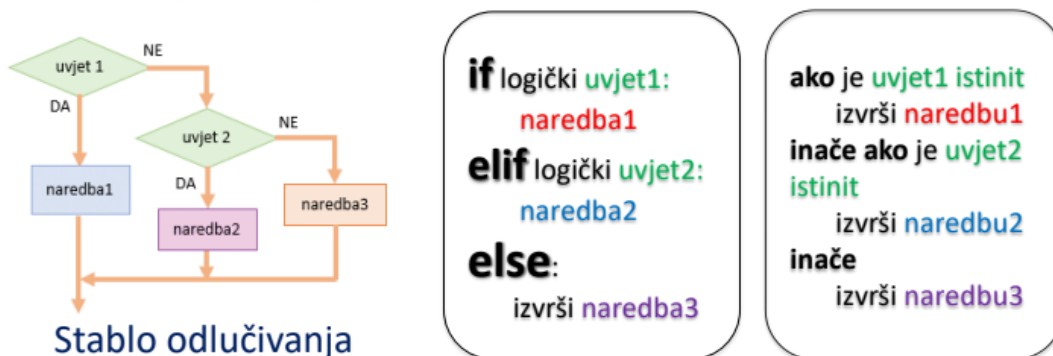 uvjet 1
NE
DA
uvjet 2
NE
DA
naredba1
naredba2
naredba3
Stablo odlučivanja
if logički uvjet1:
naredba1
elif logički uvjet2:
naredba2
else:
izvrši naredba3
ako je uvjet1 istinit
izvrši naredbu1
inače ako je uvjet2
istinit
izvrši naredbu2
inače
izvrši naredbu3